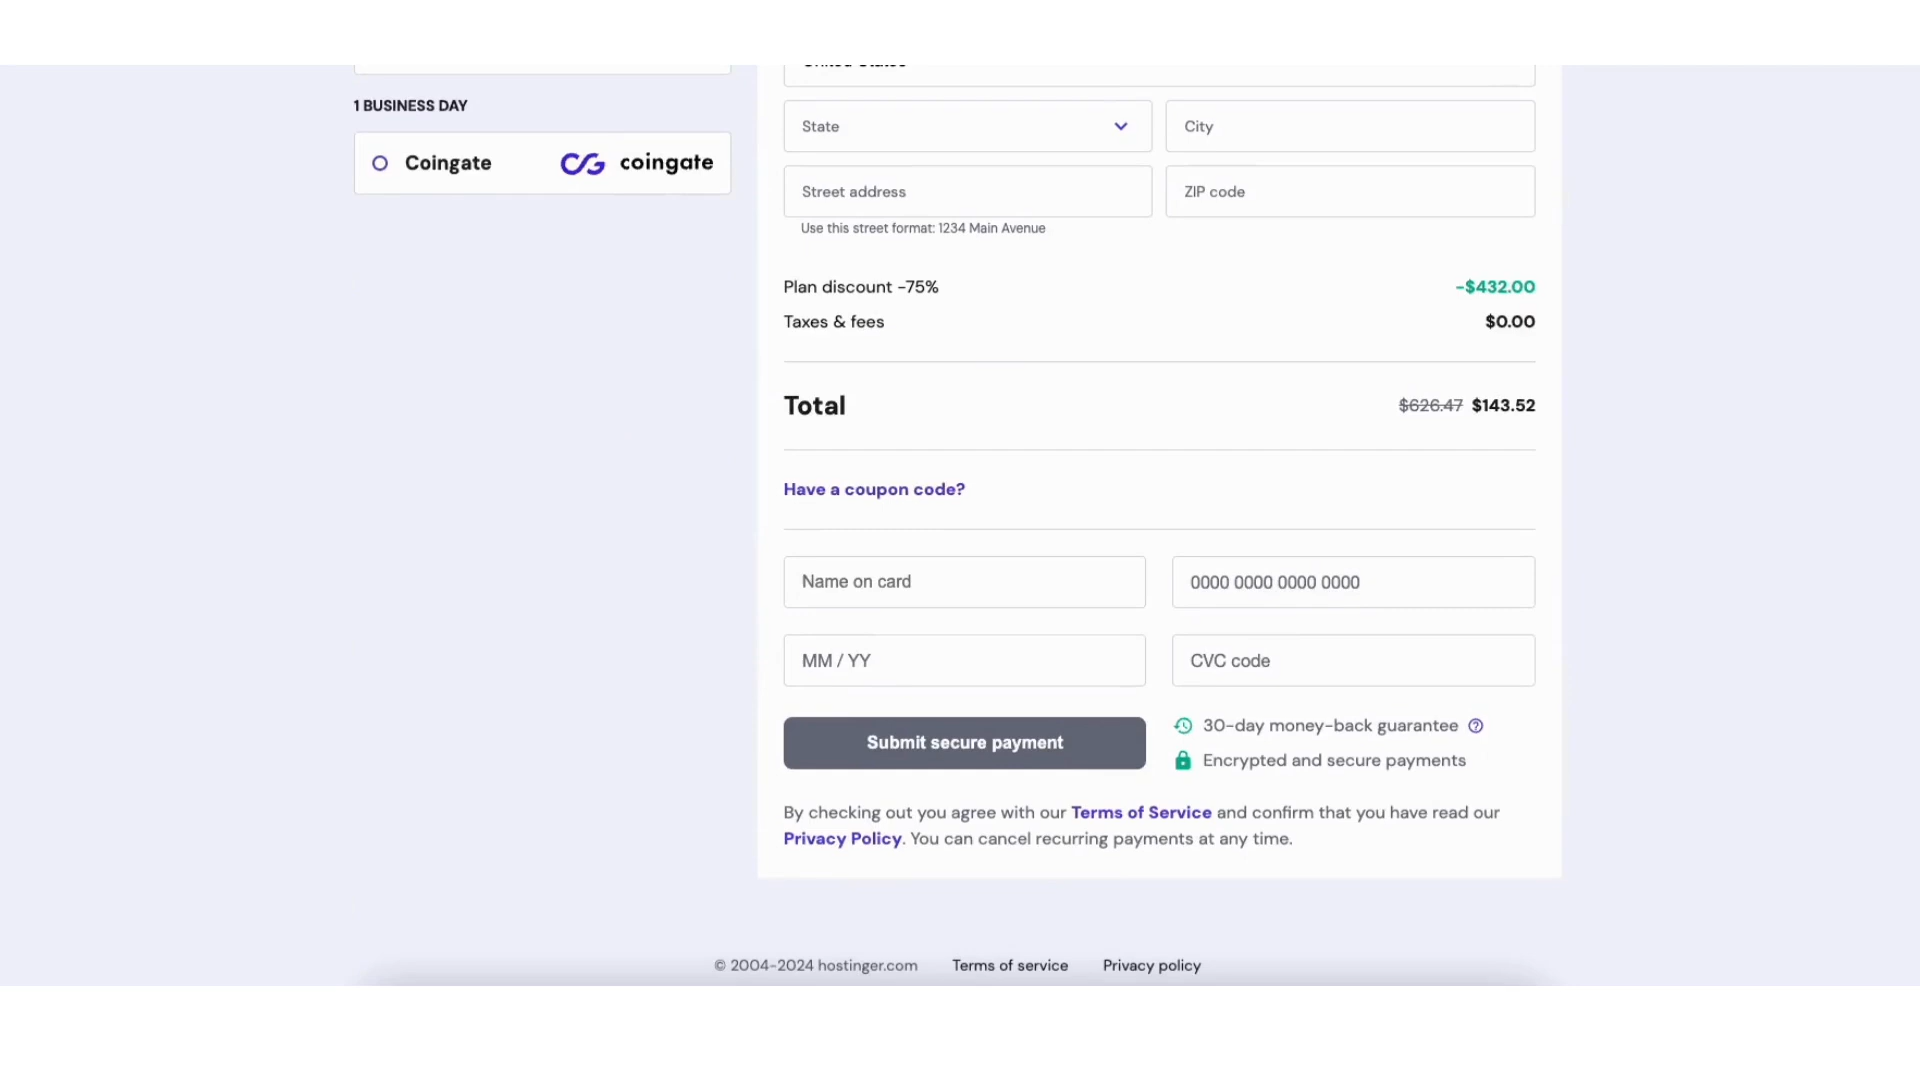 1 BUSINESS DAY
Coingate
coingate
United States
State
City
Street address
ZIP code
Use this street format: 1234 Main Avenue
Plan discount -75%
-$432.00
Taxes & fees
$0.00
Total
$626.47 $143.52
Have a coupon code?
Name on card
0000 0000 0000 0000
MM / YY
CVC code
Submit secure payment
30-day money-back guarantee
Encrypted and secure payments
By checking out you agree with our Terms of Service and confirm that you have read our
Privacy Policy. You can cancel recurring payments at any time.
© 2004-2024 hostinger.com
Terms of service
Privacy policy